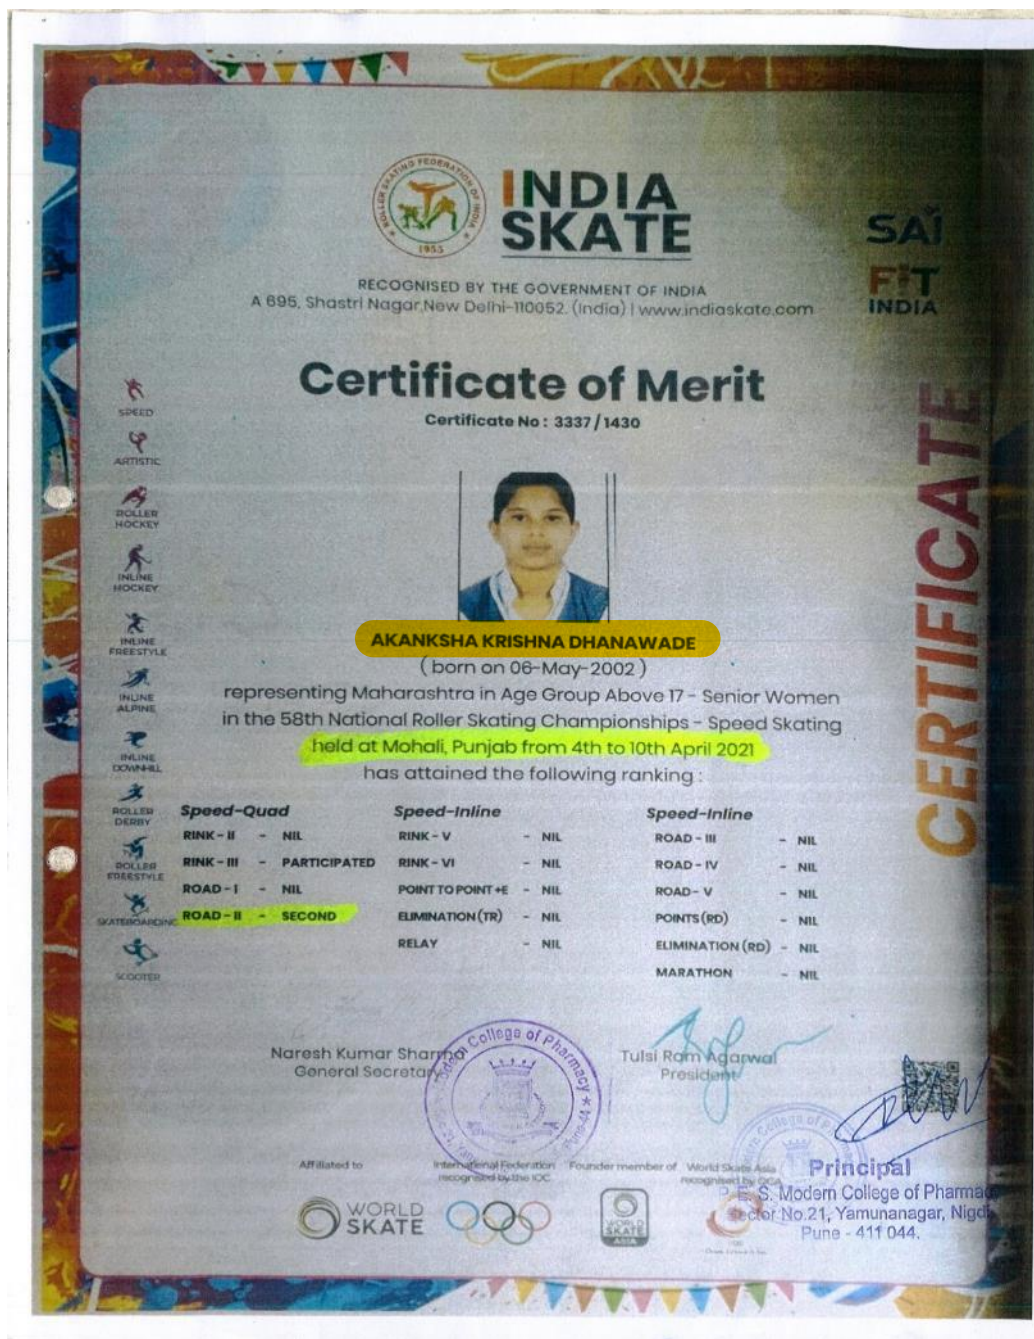 ROLLER SKATING FEDERATION OF INDIA
1955
INDIA
SKATE
SAI
FIT
INDIA
RECOGNISED BY THE GOVERNMENT OF INDIA
A 695, Shastri Nagar,New Delhi-110052. (India) | www.indiaskate.com
Certificate of Merit
Certificate No : 3337/1430
CERTIFICATE
SPEED
ARTISTIC
ROLLER
HOCKEY
INLINE
HOCKEY
INLINE
FREESTYLE
INLINE
ALPINE
INLINE
DOWNHILL
ROLLER
DERBY
ROLLER
FREESTYLE
SKATEBOARDING
SCOOTER
AKANKSHA KRISHNA DHANAWADE
( born on 06-May-2002 )
representing Maharashtra in Age Group Above 17 - Senior Women
in the 58th National Roller Skating Championships - Speed Skating
held at Mohali, Punjab from 4th to 10th April 2021
has attained the following ranking :
Speed-Quad
RINK - II - NIL
RINK - III - PARTICIPATED
ROAD - I - NIL
ROAD - II - SECOND
Speed-Inline
RINK - V - NIL
RINK - VI - NIL
POINT TO POINT +E - NIL
ELIMINATION (TR) - NIL
RELAY - NIL
Speed-Inline
ROAD - III - NIL
ROAD - IV - NIL
ROAD - V - NIL
POINTS (RD) - NIL
ELIMINATION (RD) - NIL
MARATHON - NIL
Naresh Kumar Sharma
General Secretary
Tulsi Ram Agarwal
President
Modern College of Pharmacy
Pune-44
College of
Principal
P. E. S. Modern College of Pharmac
Sector No.21, Yamunanagar, Nigdi
Pune - 411 044.
Affiliated to
WORLD
SKATE
International Federation
recognised by the IOC
Founder member of
WORLD
SKATE
ASIA
World Skate Asia
recognised by OCA